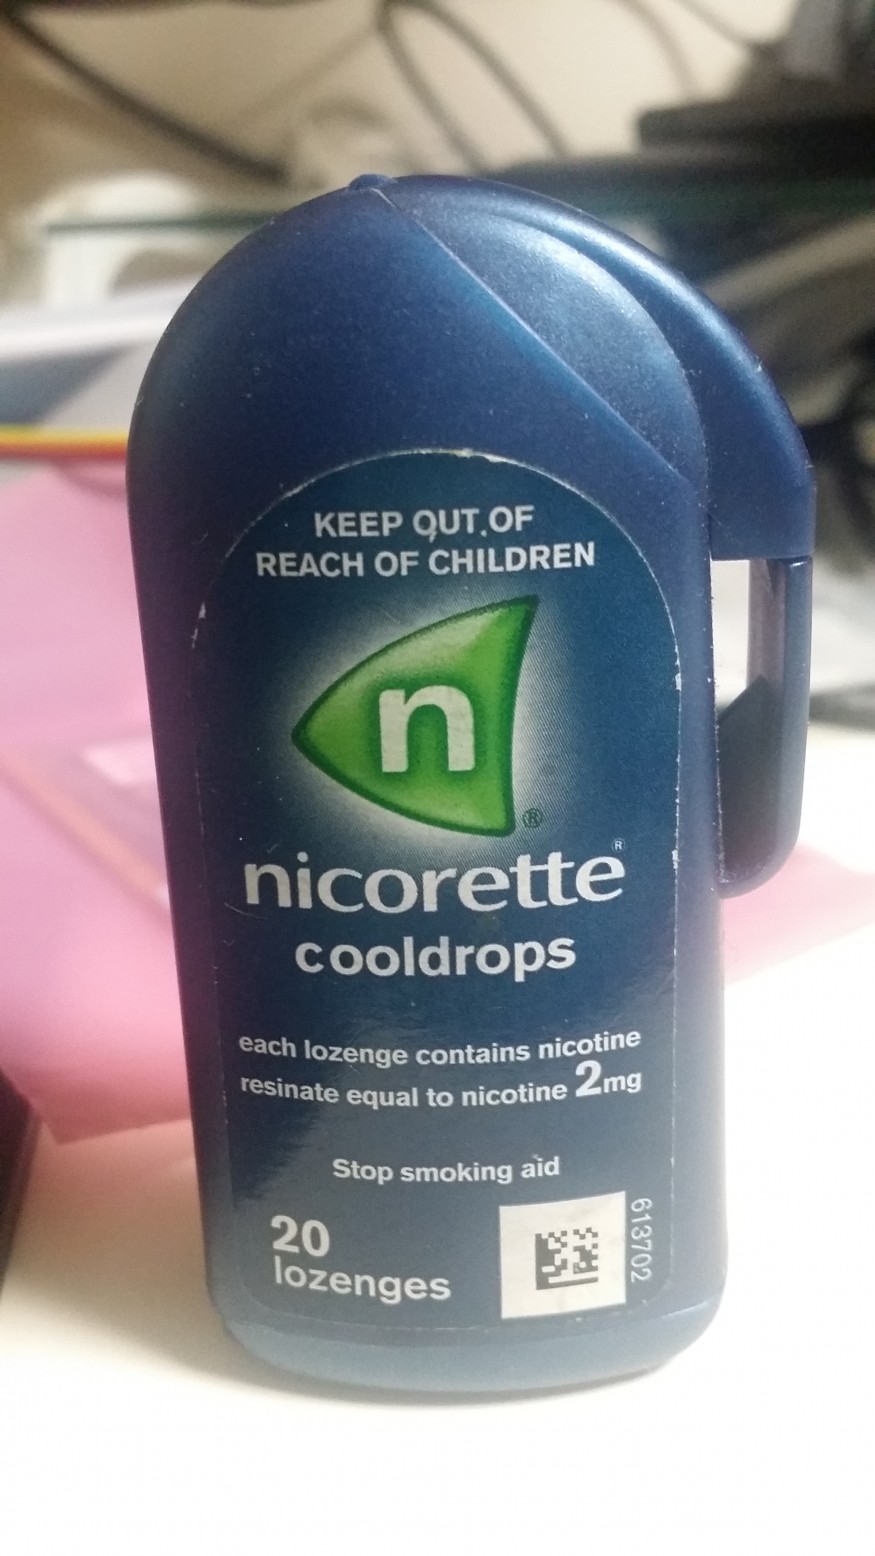 KEEP OUT OF
REACH OF CHILDREN
n
®
nicorette®
cooldrops
each lozenge contains nicotine
resinate equal to nicotine 2mg
Stop smoking aid
20
lozenges
613702